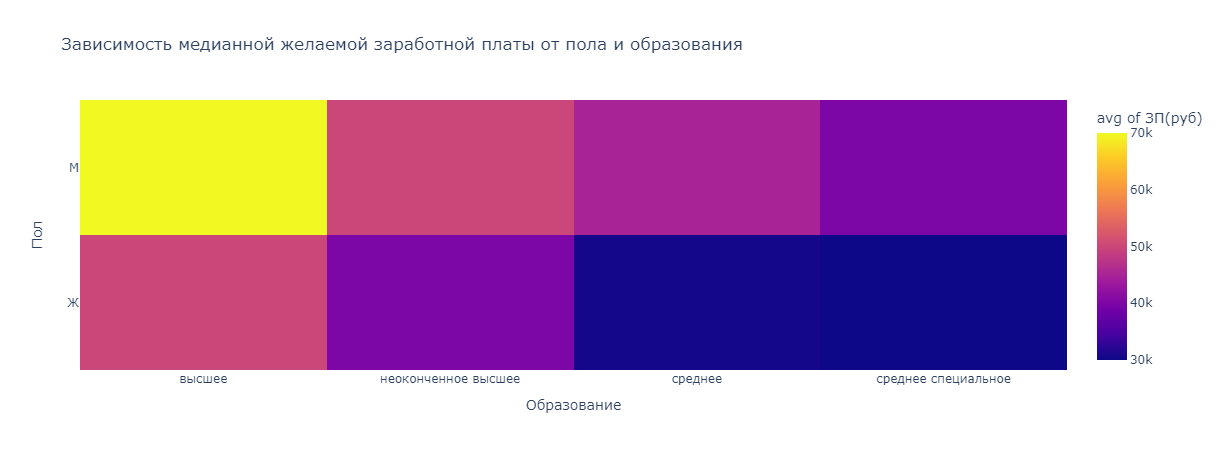 Зависимость медианной желаемой заработной платы от пола и образования
avg of ЗП(руб)
70k
60k
50k
40k
30k
Пол
М
Ж
высшее
неоконченное высшее
среднее
среднее специальное
Образование